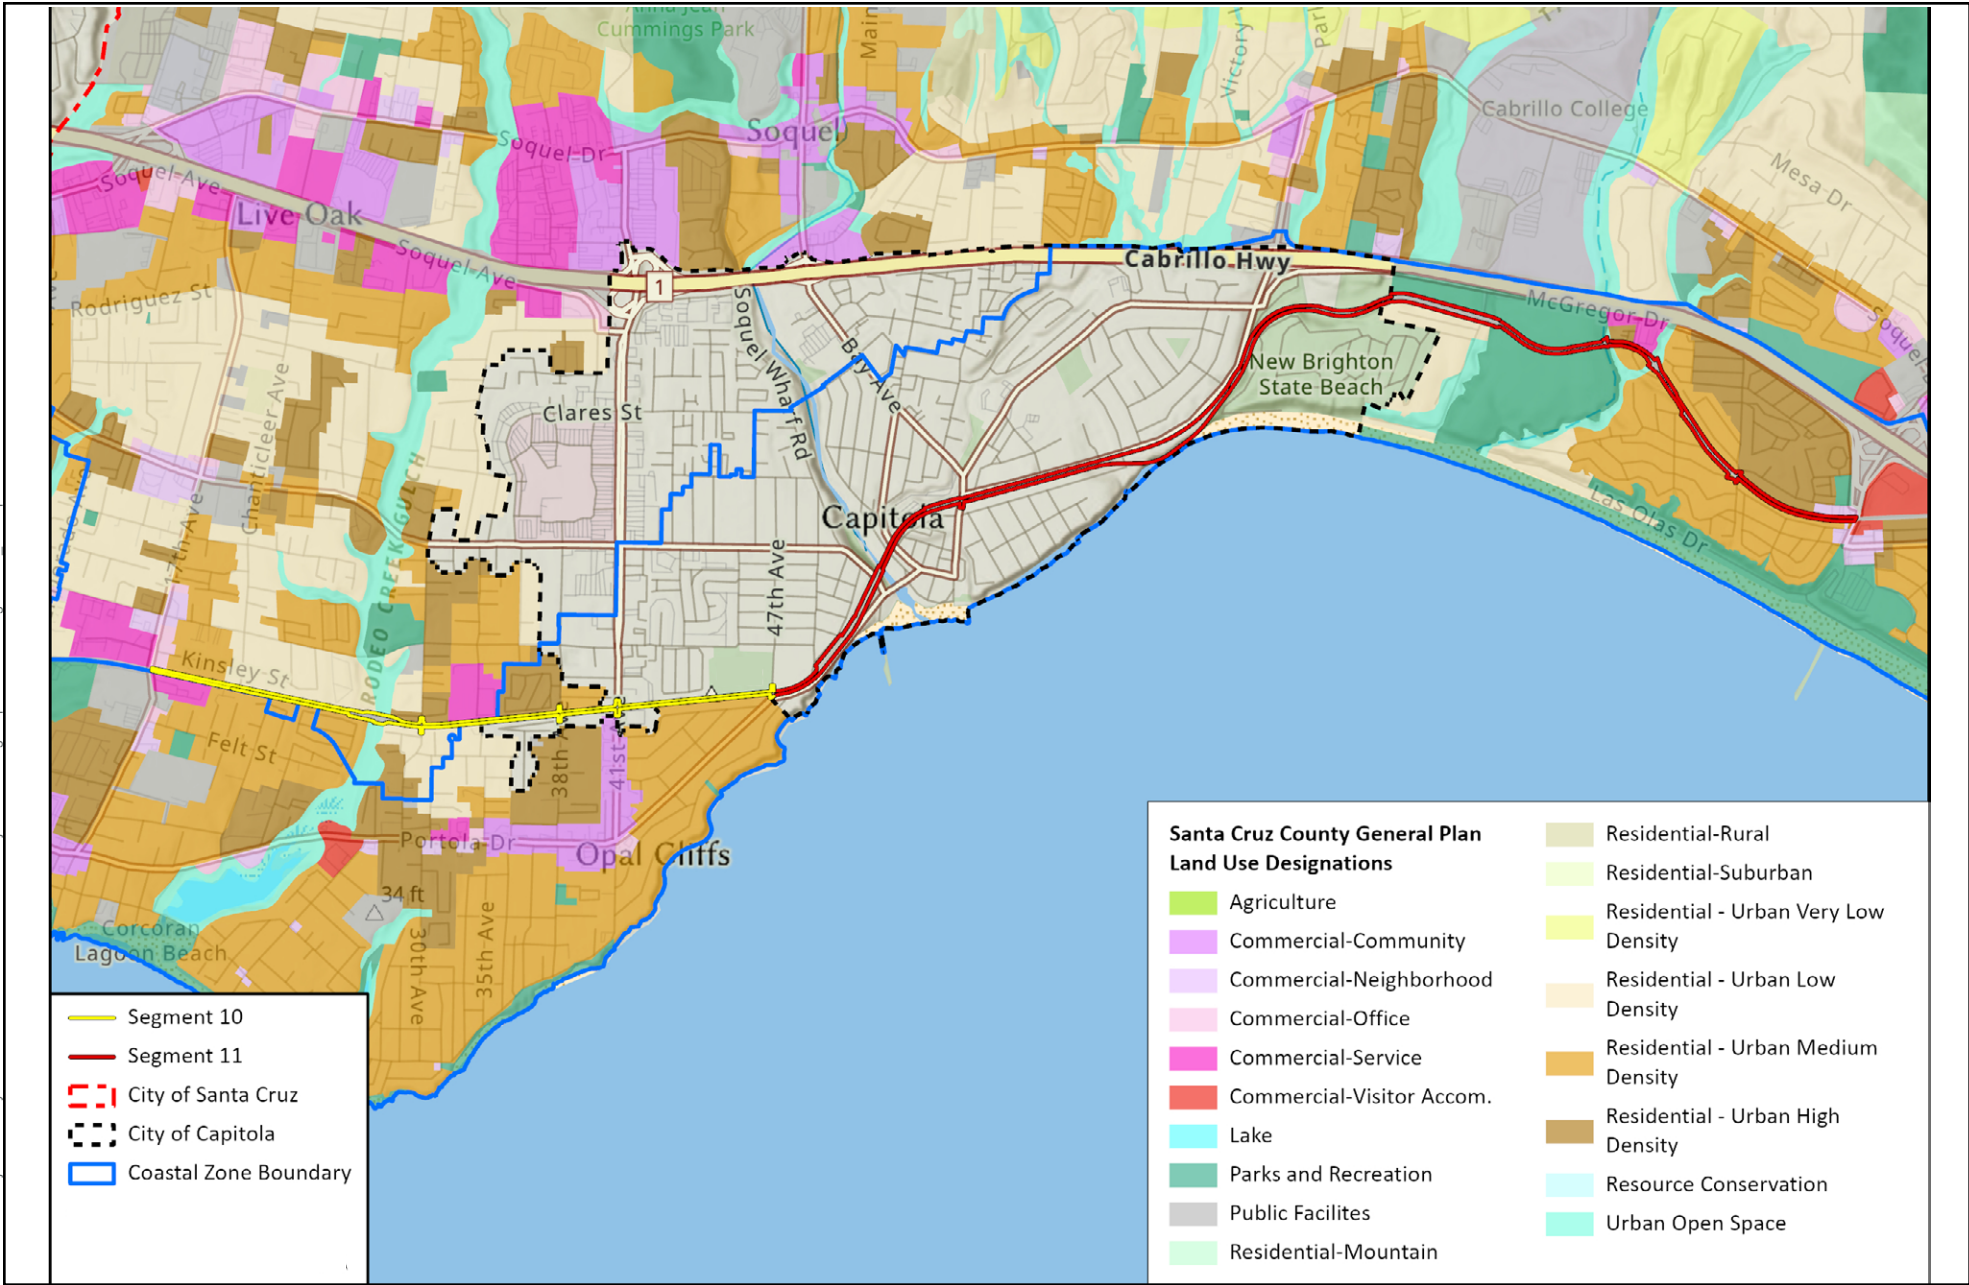 Anna Jean
Cummings Park
Main
Victory
Soquel
Soquel Dr
Cabrillo College
Mesa Dr
Soquel Ave
Live Oak
Soquel Ave
1
Cabrillo Hwy
McGregor Dr
Rodriguez St
Soquel Wharf Rd
Bay Ave
New Brighton
State Beach
Clares St
Chanticleer Ave
17th Ave
RODEO CREEK GULCH
Capitola
47th Ave
Las Olas Dr
Kinsley St
Felt St
38th
41st
Portola Dr
Opal Cliffs
34 ft
30th Ave
35th Ave
Corcoran
Lagoon Beach
Segment 10
Segment 11
City of Santa Cruz
City of Capitola
Coastal Zone Boundary
Santa Cruz County General Plan
Land Use Designations
Agriculture
Commercial-Community
Commercial-Neighborhood
Commercial-Office
Commercial-Service
Commercial-Visitor Accom.
Lake
Parks and Recreation
Public Facilites
Residential-Mountain
Residential-Rural
Residential-Suburban
Residential - Urban Very Low
Density
Residential - Urban Low
Density
Residential - Urban Medium
Density
Residential - Urban High
Density
Resource Conservation
Urban Open Space